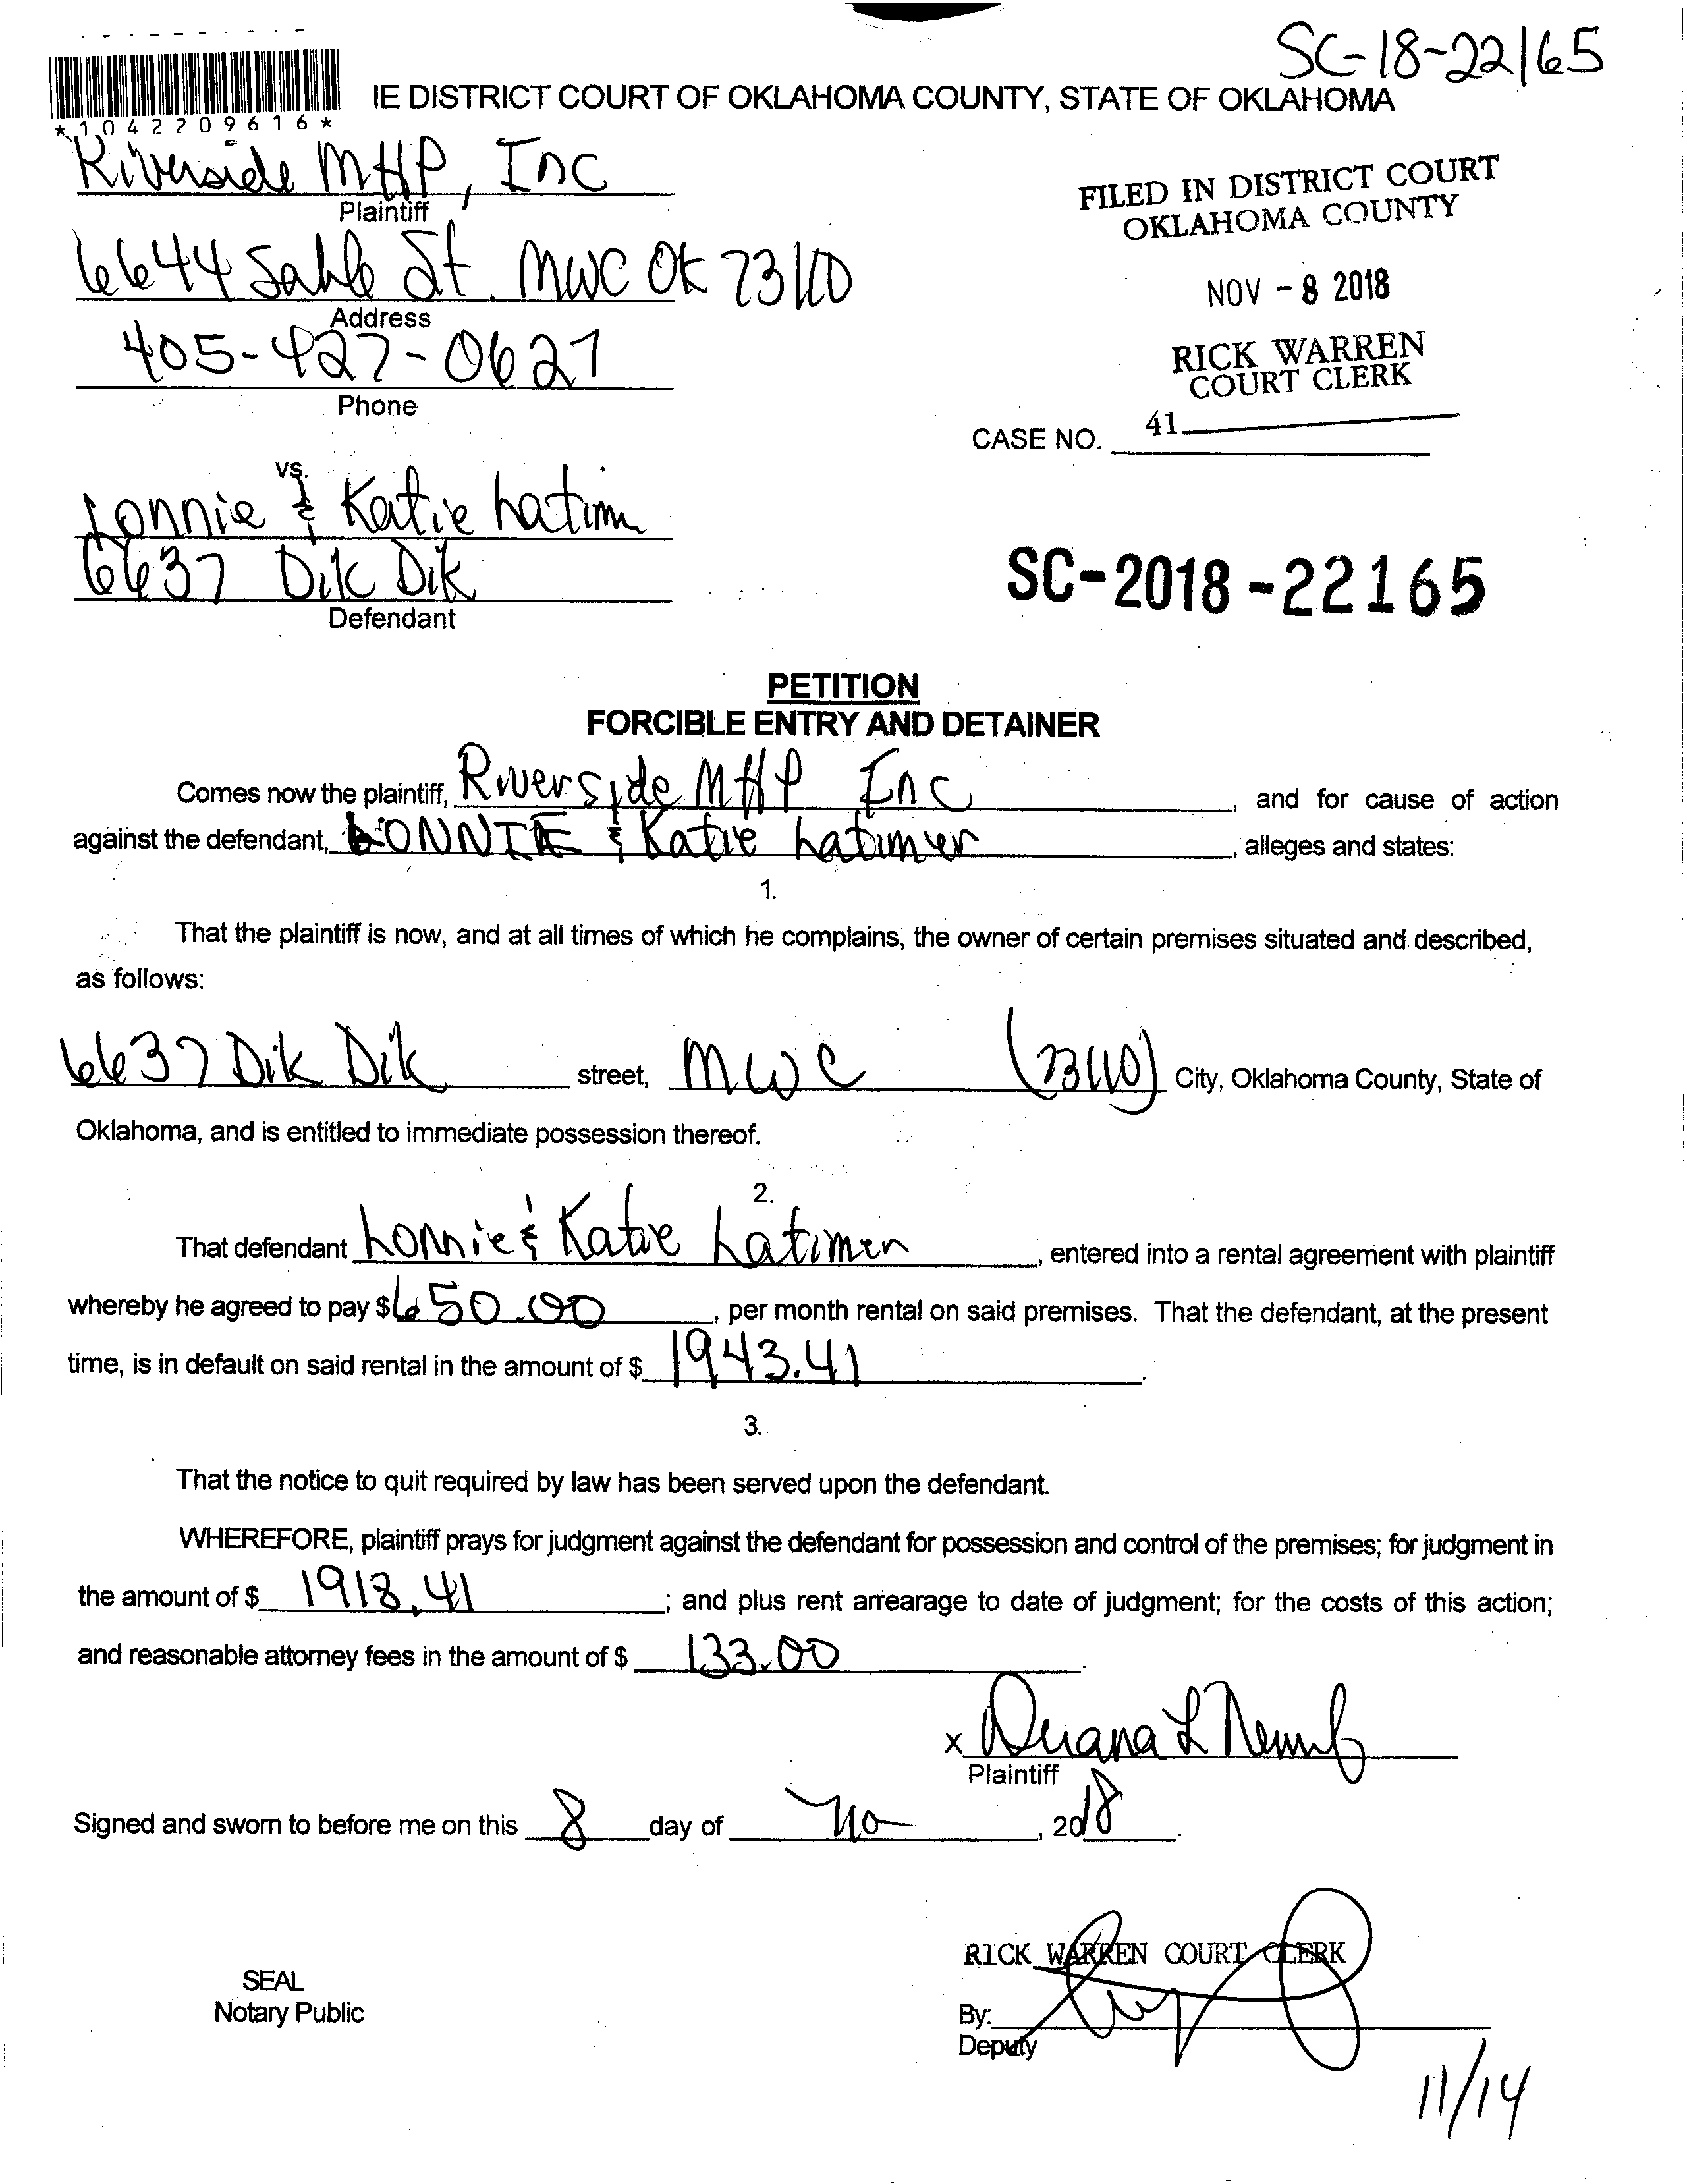 SC-18-22165
IE DISTRICT COURT OF OKLAHOMA COUNTY, STATE OF OKLAHOMA
*1042209616*
Riverside MHP, Inc
Plaintiff
6644 Sable St. MWC OK 73110
Address
405-427-0627
Phone
FILED IN DISTRICT COURT
OKLAHOMA COUNTY
NOV - 8 2018
RICK WARREN
COURT CLERK
CASE NO. 41
vs.
Lonnie & Katie Latim
6637 Dik Dik
Defendant
SC-2018-22165
PETITION
FORCIBLE ENTRY AND DETAINER
Comes now the plaintiff, Riverside MHP Inc, and for cause of action
against the defendant, LONNIE & Katie Latimer, alleges and states:
1.
That the plaintiff is now, and at all times of which he complains, the owner of certain premises situated and described,
as follows:
6637 Dik Dik street, MWC (73110) City, Oklahoma County, State of
Oklahoma, and is entitled to immediate possession thereof.
2.
That defendant Lonnie & Katie Latimer, entered into a rental agreement with plaintiff
whereby he agreed to pay $650.00, per month rental on said premises. That the defendant, at the present
time, is in default on said rental in the amount of $ 1943.41.
3.
That the notice to quit required by law has been served upon the defendant.
WHEREFORE, plaintiff prays for judgment against the defendant for possession and control of the premises; for judgment in
the amount of $ 1918.41; and plus rent arrearage to date of judgment; for the costs of this action;
and reasonable attorney fees in the amount of $ 133.00.
x
Plaintiff
Signed and sworn to before me on this 8 day of no, 2018.
RICK WARREN COURT CLERK
SEAL
Notary Public
By:
Deputy
11/14